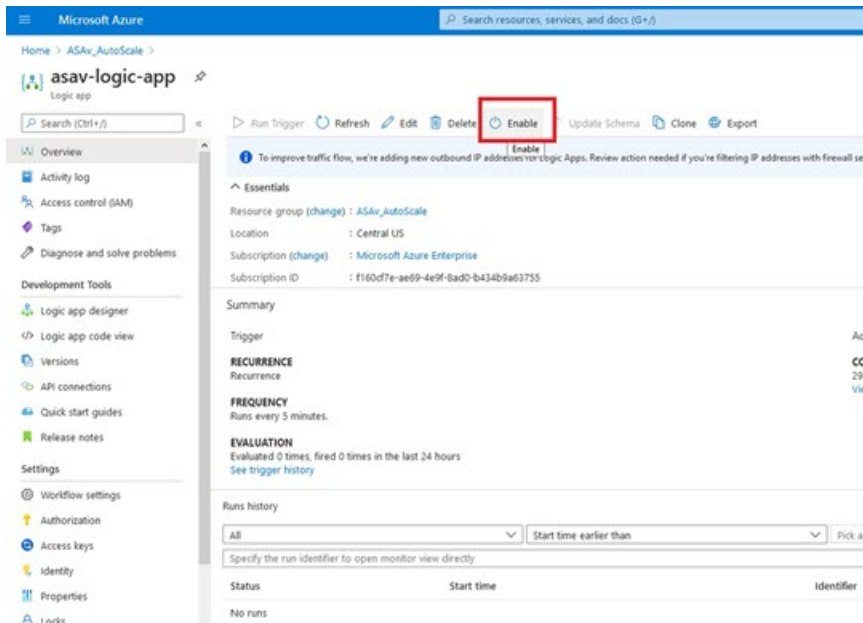 Microsoft Azure
Search resources, services, and docs (G+/)
Home > ASAv_AutoScale >
asav-logic-app
Logic app
Search (Ctrl+/)
«
Run Trigger Refresh Edit Delete Enable Update Schema Clone Export
Enable
To improve traffic flow, we're adding new outbound IP addresses for Logic Apps. Review action needed if you're filtering IP addresses with firewall se
Overview
Activity log
Access control (IAM)
Tags
Diagnose and solve problems
Development Tools
Logic app designer
Logic app code view
Versions
API connections
Quick start guides
Release notes
Settings
Workflow settings
Authorization
Access keys
Identity
Properties
Locks
Essentials
Resource group (change) : ASAv_AutoScale
Location : Central US
Subscription (change) : Microsoft Azure Enterprise
Subscription ID : f160cf7e-ae69-4e9f-8ad0-b434b9a63755
Summary
Trigger
RECURRENCE
Recurrence
FREQUENCY
Runs every 5 minutes.
EVALUATION
Evaluated 0 times, fired 0 times in the last 24 hours
See trigger history
Ac
CO
29
Vie
Runs history
All Start time earlier than Pick a
Specify the run identifier to open monitor view directly
Status Start time Identifier
No runs